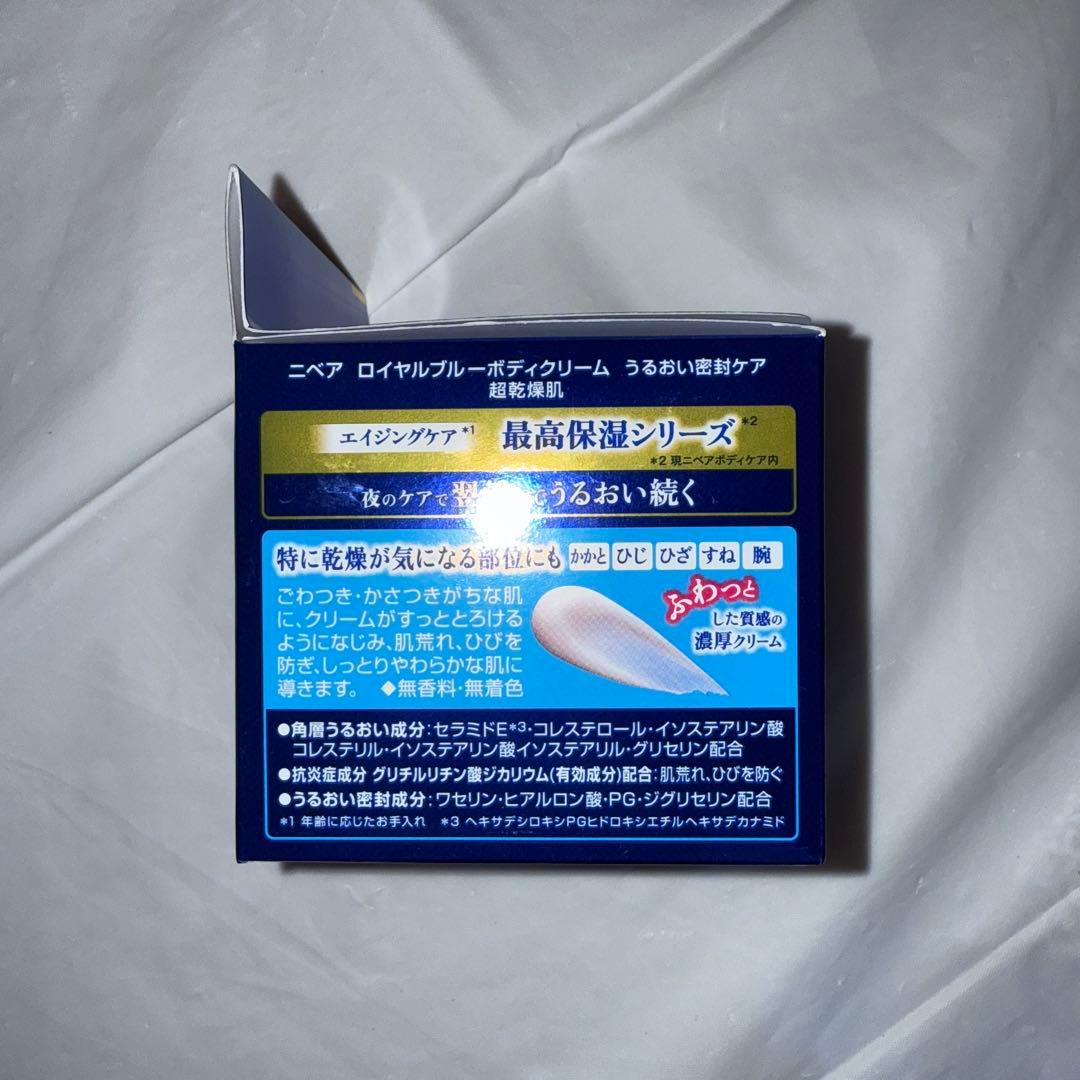 ニベア ロイヤルブルーボディクリーム うるおい密封ケア
超乾燥肌
エイジングケア*1 最高保湿シリーズ*2
*2 現ニベアボディケア内
夜のケアで翌 でうるおい続く
特に乾燥が気になる部位にも かかと ひじ ひざ すね 腕
ごわつき・かさつきがちな肌
に、クリームがすっととろける
ようになじみ、肌荒れ、ひびを
防ぎ、しっとりやわらかな肌に
導きます。 ◆無香料・無着色
ふわっと
した質感の
濃厚クリーム
●角層うるおい成分：セラミドE*3・コレステロール・イソステアリン酸
コレステリル・イソステアリン酸イソステアリル・グリセリン配合
●抗炎症成分 グリチルリチン酸ジカリウム(有効成分)配合：肌荒れ、ひびを防ぐ
●うるおい密封成分：ワセリン・ヒアルロン酸・PG・ジグリセリン配合
*1 年齢に応じたお手入れ *3 ヘキサデシロキシPGヒドロキシエチルヘキサデカナミド